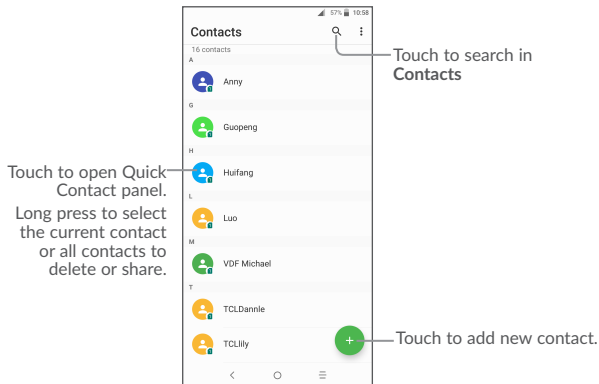 57% 10:58
Contacts
16 contacts
A
Anny
G
Guopeng
H
Huifang
L
Luo
M
VDF Michael
T
TCLDannle
TCLlily
Touch to search in
Contacts
Touch to open Quick
Contact panel.
Long press to select
the current contact
or all contacts to
delete or share.
Touch to add new contact.